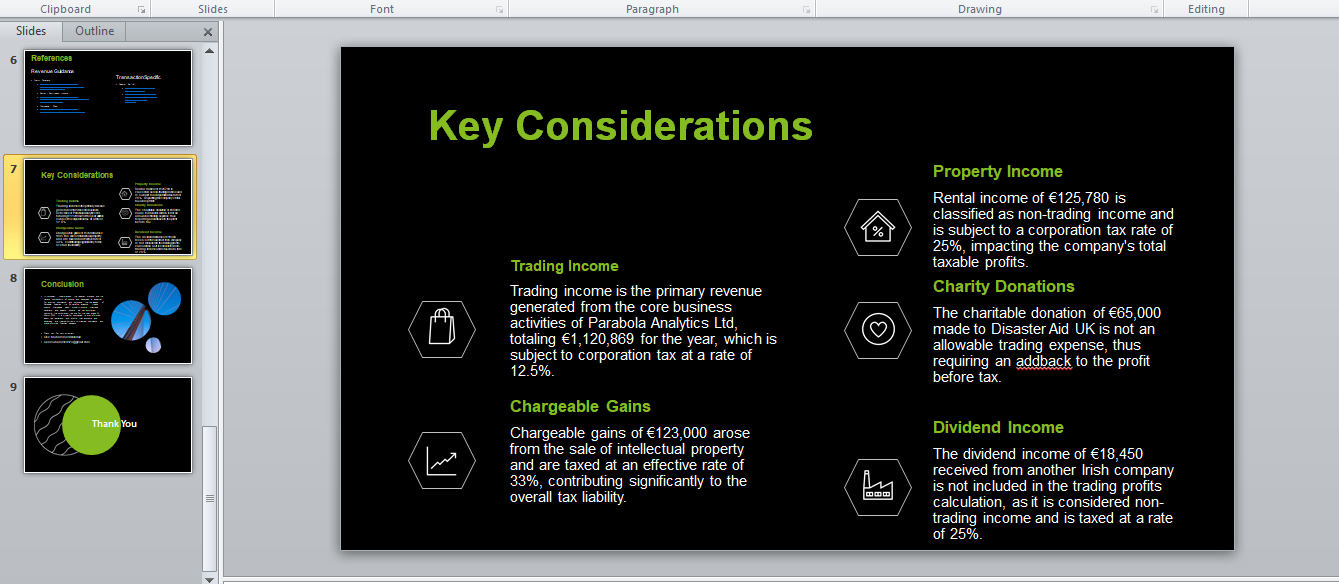 Clipboard
Slides
Font
Paragraph
Drawing
Editing
Slides
Outline
6
References
Revenue Guidance
Transaction Specific
7
Key Considerations
8
Conclusion
9
Thank You
Key Considerations
Trading Income
Trading income is the primary revenue
generated from the core business
activities of Parabola Analytics Ltd,
totaling €1,120,869 for the year, which is
subject to corporation tax at a rate of
12.5%.
Chargeable Gains
Chargeable gains of €123,000 arose
from the sale of intellectual property
and are taxed at an effective rate of
33%, contributing significantly to the
overall tax liability.
Property Income
Rental income of €125,780 is
classified as non-trading income and
is subject to a corporation tax rate of
25%, impacting the company's total
taxable profits.
Charity Donations
The charitable donation of €65,000
made to Disaster Aid UK is not an
allowable trading expense, thus
requiring an addback to the profit
before tax.
Dividend Income
The dividend income of €18,450
received from another Irish company
is not included in the trading profits
calculation, as it is considered non-
trading income and is taxed at a rate
of 25%.